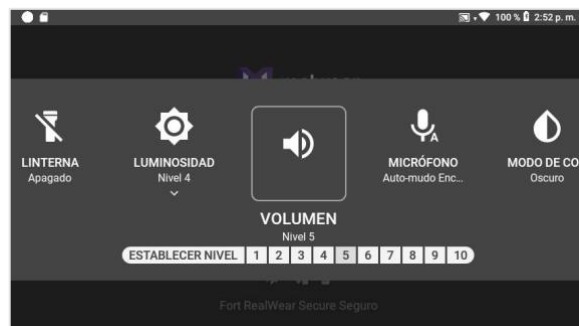 100 % 2:52 p. m.
LINTERNA
Apagado
LUMINOSIDAD
Nivel 4
VOLUMEN
Nivel 5
MICRÓFONO
Auto-mudo Enc...
MODO DE CO
Oscuro
ESTABLECER NIVEL 1 2 3 4 5 6 7 8 9 10
Fort RealWear Secure Seguro